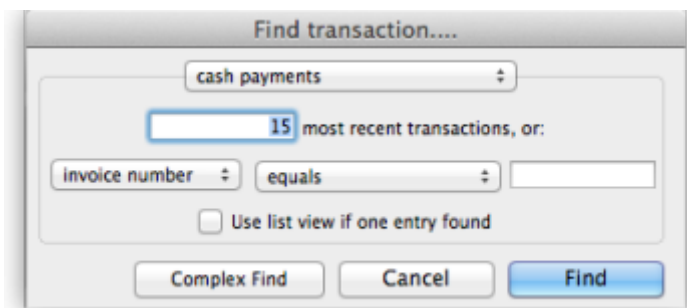 Find transaction....
cash payments
15 most recent transactions, or:
invoice number equals
Use list view if one entry found
Complex Find Cancel Find